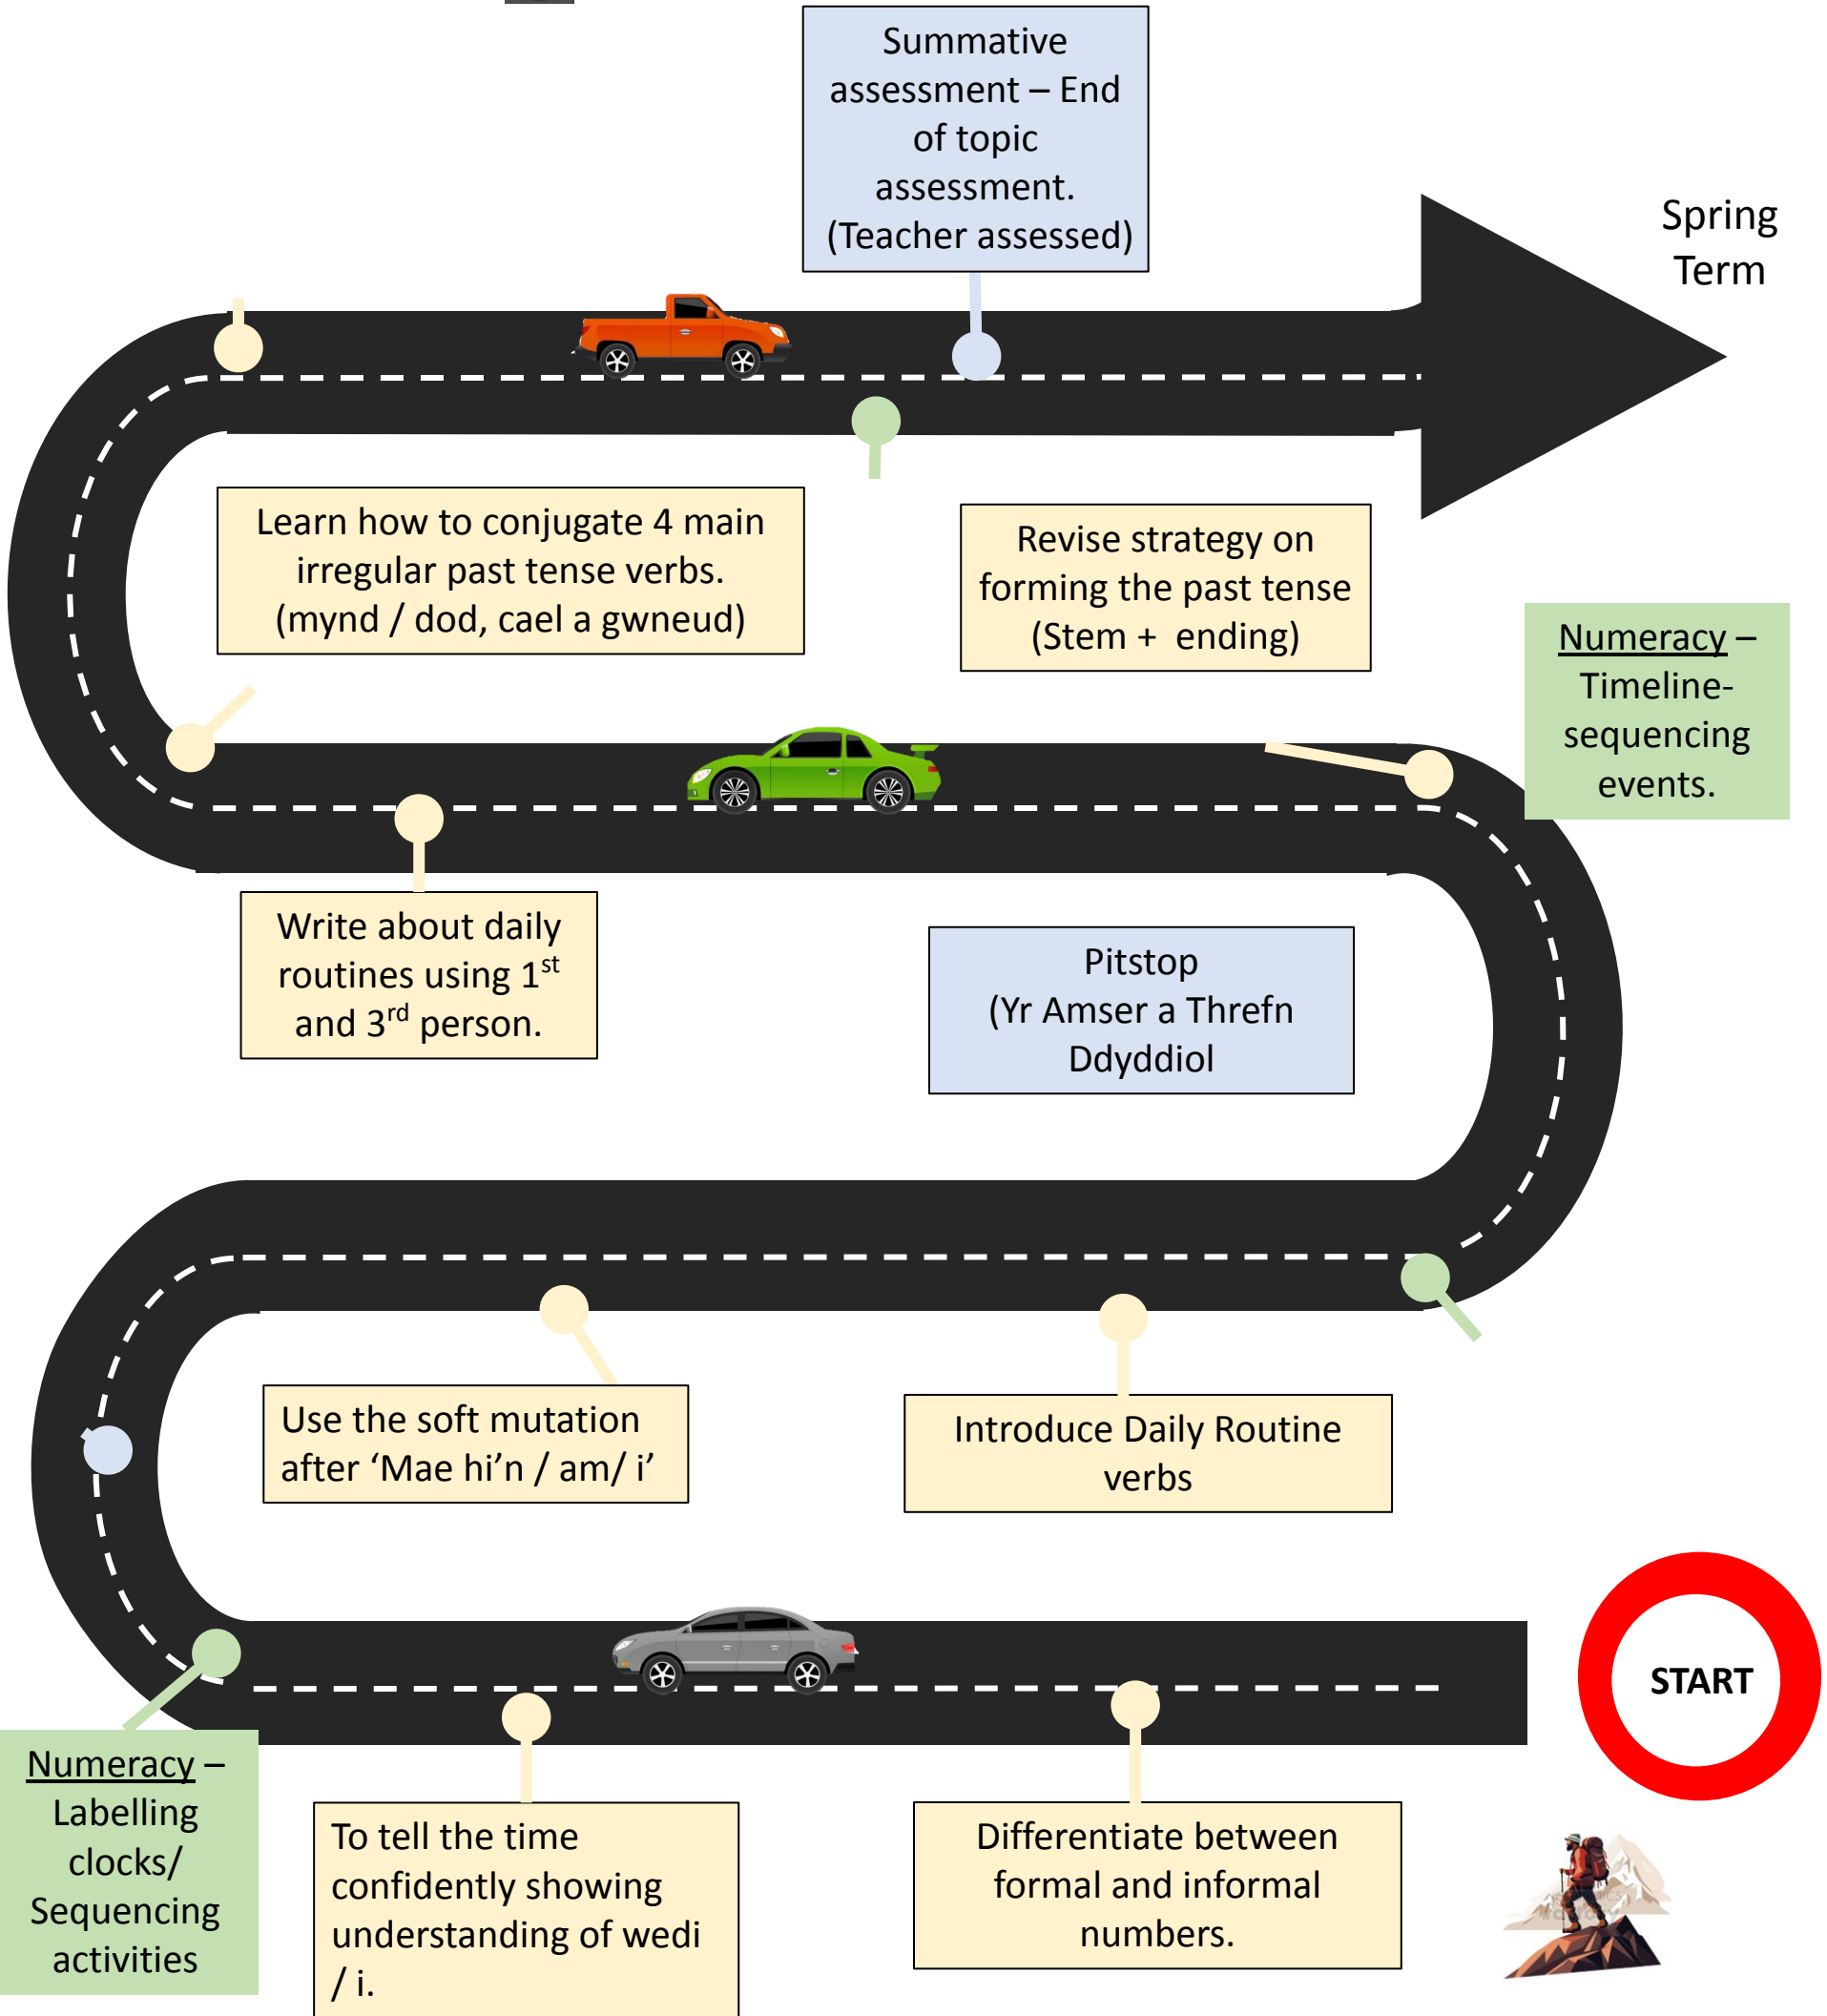 Summative
assessment – End
of topic
assessment.
(Teacher assessed)
Spring
Term
Learn how to conjugate 4 main
irregular past tense verbs.
(mynd / dod, cael a gwneud)
Revise strategy on
forming the past tense
(Stem + ending)
Numeracy –
Timeline-
sequencing
events.
Write about daily
routines using 1st
and 3rd person.
Pitstop
(Yr Amser a Threfn
Ddyddiol
Use the soft mutation
after ‘Mae hi’n / am/ i’
Introduce Daily Routine
verbs
START
Numeracy –
Labelling
clocks/
Sequencing
activities
To tell the time
confidently showing
understanding of wedi
/ i.
Differentiate between
formal and informal
numbers.